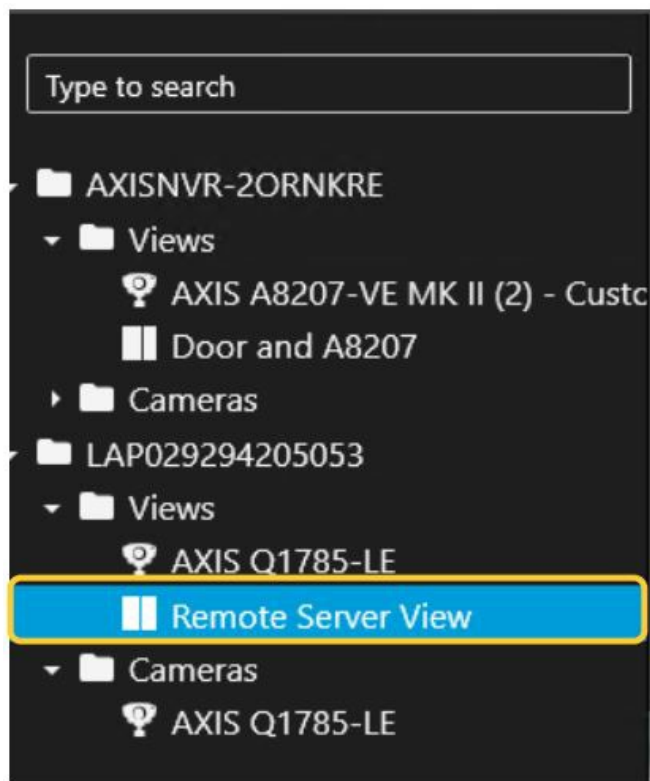 Type to search
AXISNVR-2ORNKRE
Views
AXIS A8207-VE MK II (2) - Custo
Door and A8207
Cameras
LAP029294205053
Views
AXIS Q1785-LE
Remote Server View
Cameras
AXIS Q1785-LE